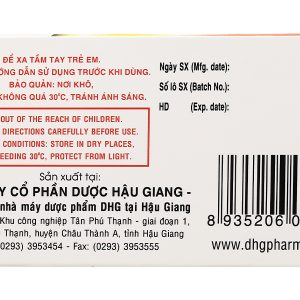 ĐỂ XA TẦM TAY TRẺ EM.
DẪN SỬ DỤNG TRƯỚC KHI DÙNG.
BẢO QUẢN: NƠI KHÔ,
KHÔNG QUÁ 30°C, TRÁNH ÁNH SÁNG.
OUT OF THE REACH OF CHILDREN.
DIRECTIONS CAREFULLY BEFORE USE.
CONDITIONS: STORE IN DRY PLACES,
EEDING 30°C, PROTECT FROM LIGHT.
Ngày SX (Mfg. date):
Số lô SX (Batch No.):
HD (Exp. date):
Sản xuất tại:
Y CỔ PHẦN DƯỢC HẬU GIANG -
nhà máy dược phẩm DHG tại Hậu Giang
Khu công nghiệp Tân Phú Thạnh - giai đoạn 1,
Thạnh, huyện Châu Thành A, tỉnh Hậu Giang
(0293) 3953454 - Fax: (0293) 3953555
8 935206 0
www.dhgpharm